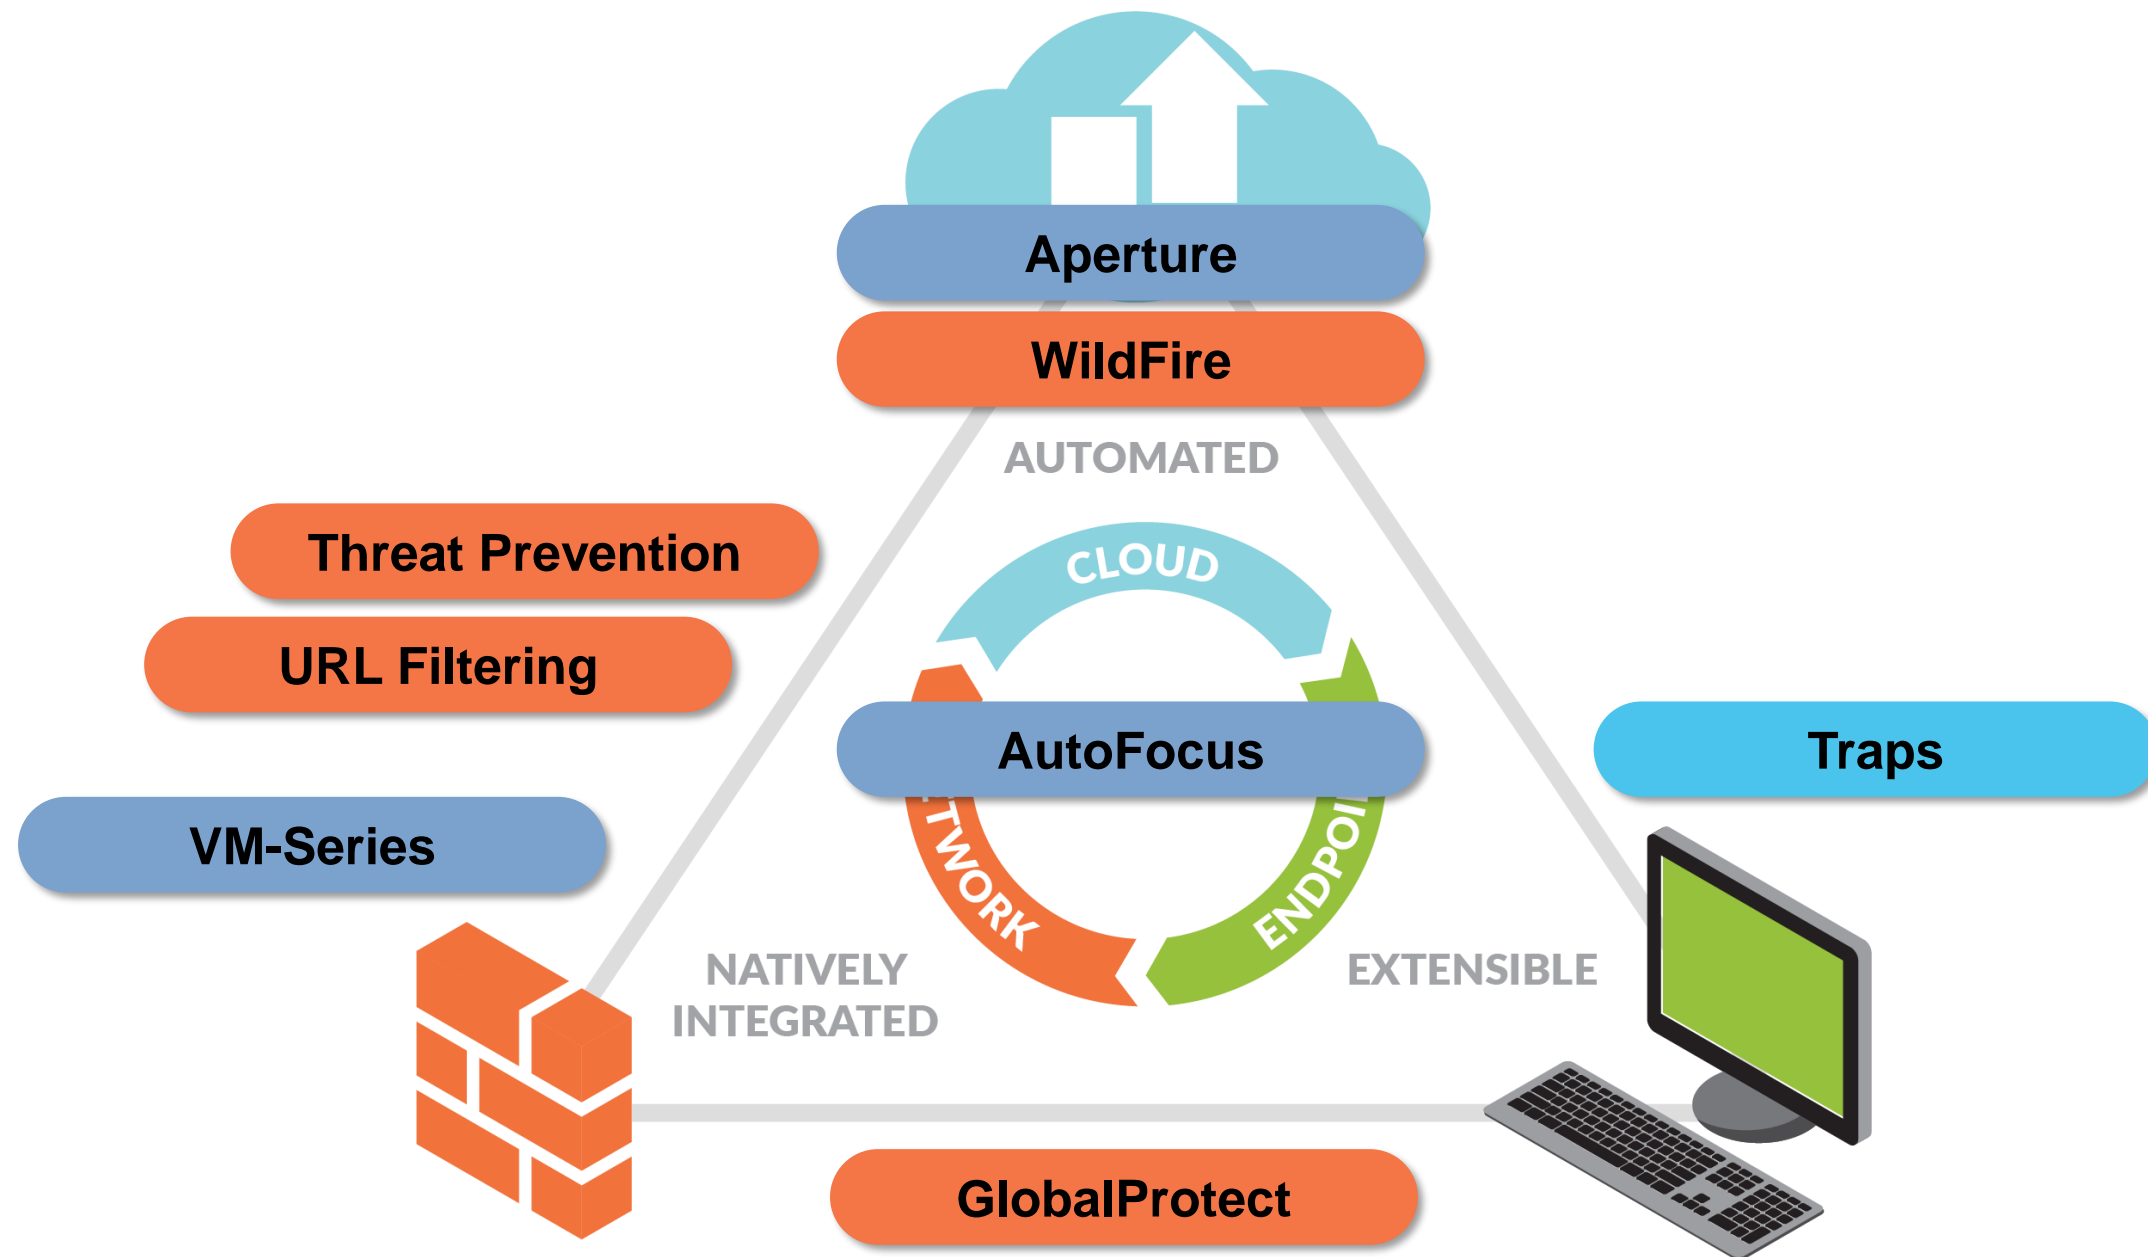 Aperture
WildFire
AUTOMATED
Threat Prevention
CLOUD
URL Filtering
AutoFocus
Traps
VM-Series
NATIVELY
INTEGRATED
EXTENSIBLE
GlobalProtect